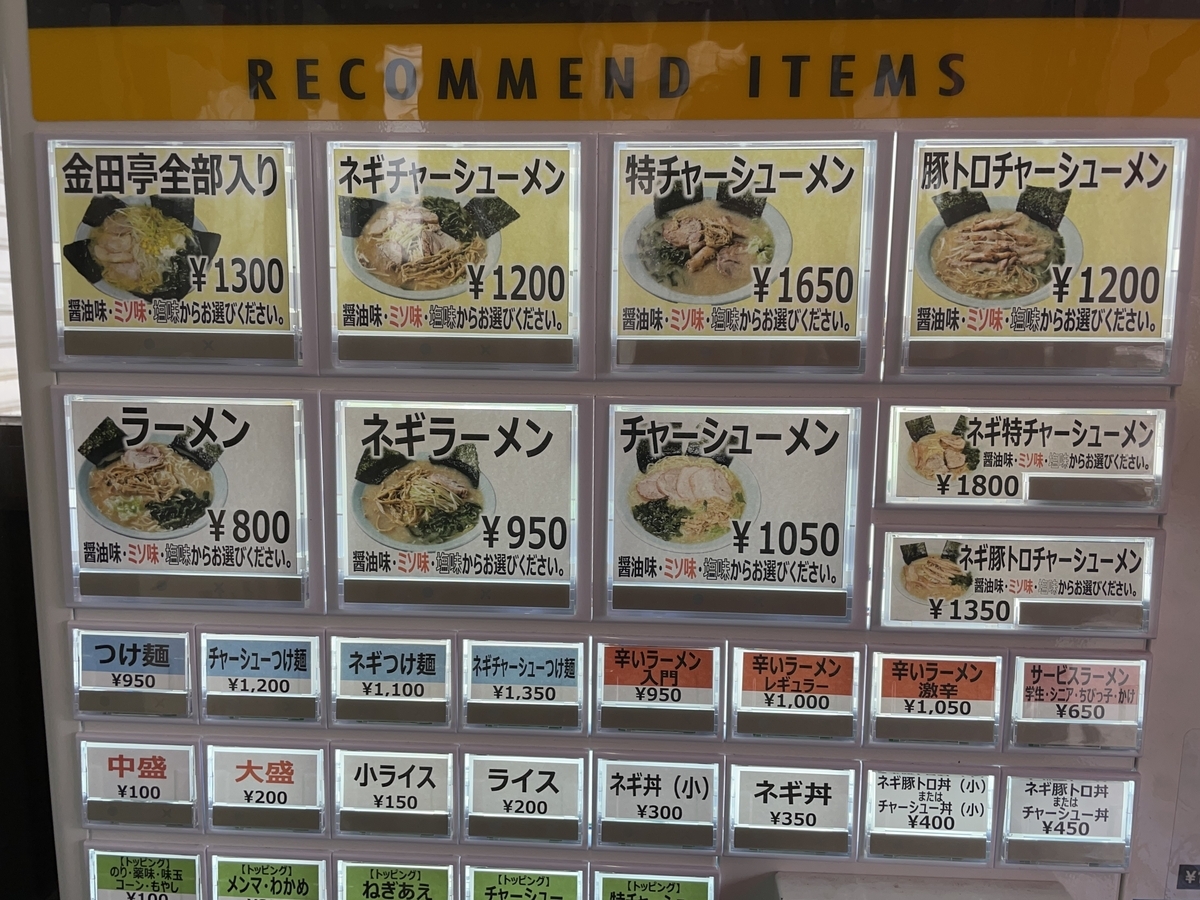 RECOMMEND ITEMS
金田亭全部入り
¥1300
醤油味・ミソ味・塩味からお選びください。
ネギチャーシューメン
¥1200
醤油味・ミソ味・塩味からお選びください。
特チャーシューメン
¥1650
醤油味・ミソ味・塩味からお選びください。
豚トロチャーシューメン
¥1200
醤油味・ミソ味・塩味からお選びください。
ラーメン
¥800
醤油味・ミソ味・塩味からお選びください。
ネギラーメン
¥950
醤油味・ミソ味・塩味からお選びください。
チャーシューメン
¥1050
醤油味・ミソ味・塩味からお選びください。
ネギ特チャーシューメン
醤油味・ミソ味・塩味からお選びください。
¥1800
ネギ豚トロチャーシューメン
醤油味・ミソ味・塩味からお選びください。
¥1350
つけ麺
¥950
チャーシューつけ麺
¥1,200
ネギつけ麺
¥1,100
ネギチャーシューつけ麺
¥1,350
辛いラーメン
入門
¥950
辛いラーメン
レギュラー
¥1,000
辛いラーメン
激辛
¥1,050
サービスラーメン
学生・シニア・ちびっ子・かけ
¥650
中盛
¥100
大盛
¥200
小ライス
¥150
ライス
¥200
ネギ丼（小）
¥300
ネギ丼
¥350
ネギ豚トロ丼（小）
または
チャーシュー丼（小）
¥400
ネギ豚トロ丼
または
チャーシュー丼
¥450
【トッピング】
のり・薬味・味玉
コーン・もやし
¥100
【トッピング】
メンマ・わかめ
【トッピング】
ねぎあえ
【トッピング】
チャーシュー
【トッピング】
特チャーシュー